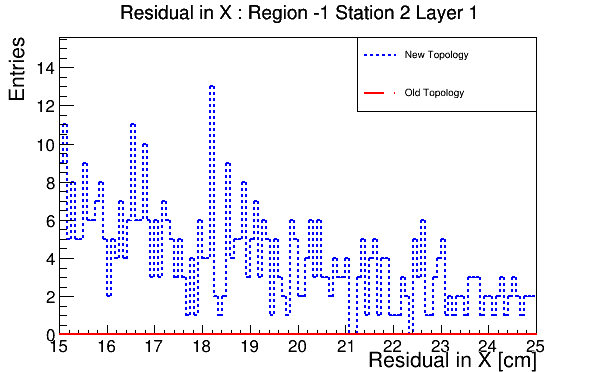 Residual in X : Region -1 Station 2 Layer 1
Entries
New Topology
Old Topology
14
12
10
8
6
4
2
0
15 16 17 18 19 20 21 22 23 24 25
Residual in X [cm]